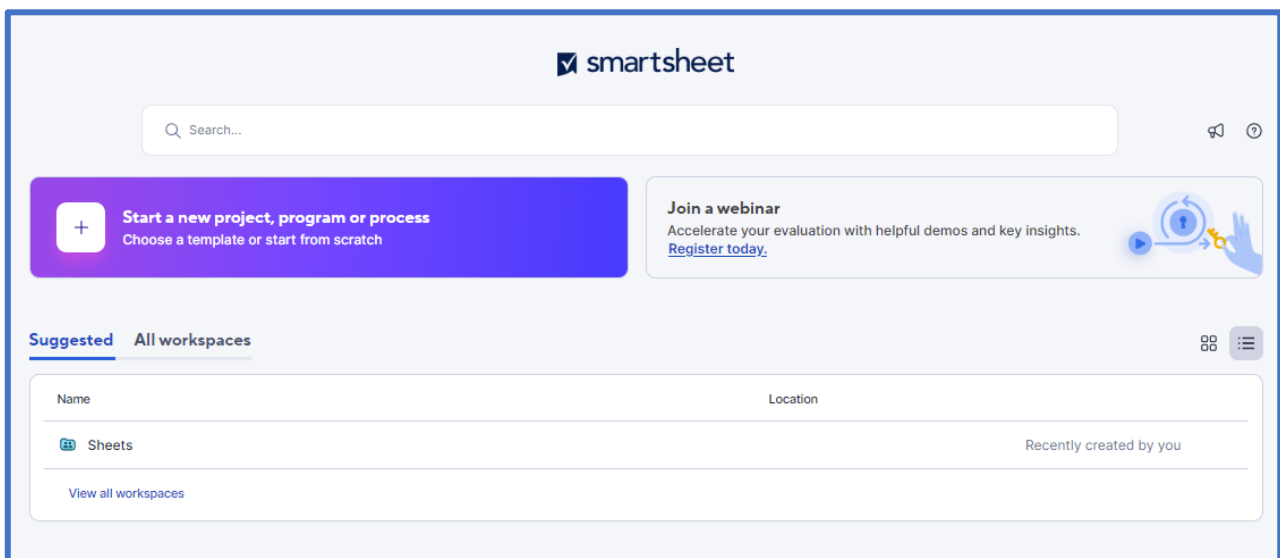 smartsheet
Search...
Start a new project, program or process
Choose a template or start from scratch
Join a webinar
Accelerate your evaluation with helpful demos and key insights.
Register today.
Suggested All workspaces
Name Location
Sheets Recently created by you
View all workspaces